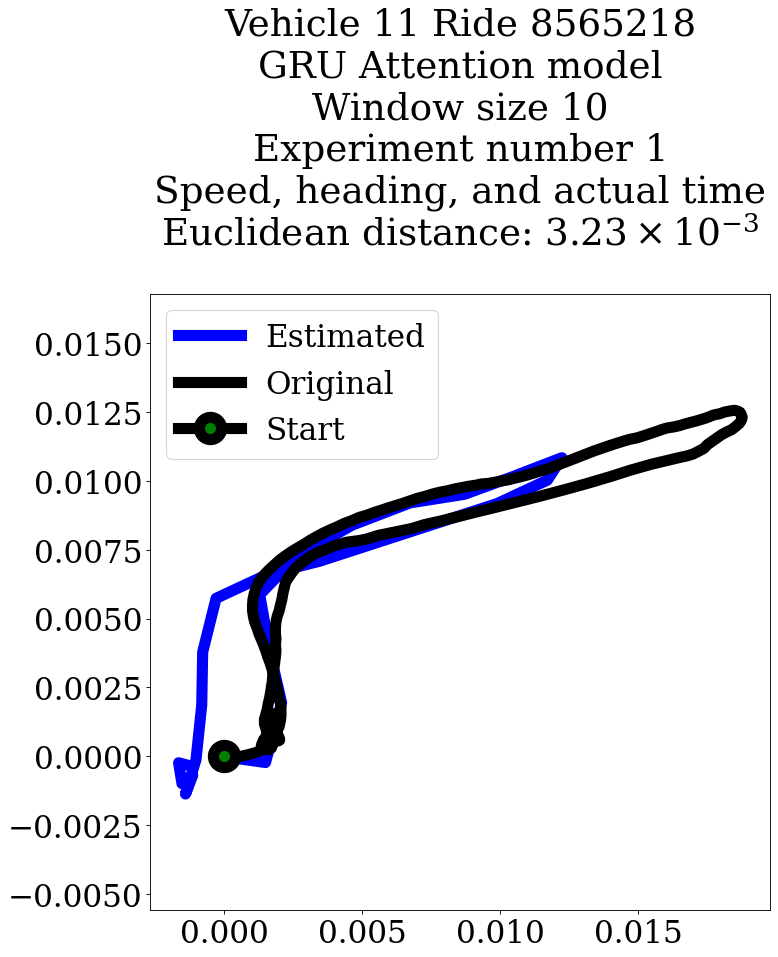 Vehicle 11 Ride 8565218
GRU Attention model
Window size 10
Experiment number 1
Speed, heading, and actual time
Euclidean distance: 3.23 × 10⁻³
Estimated
Original
Start
0.0150
0.0125
0.0100
0.0075
0.0050
0.0025
0.0000
−0.0025
−0.0050
0.000 0.005 0.010 0.015